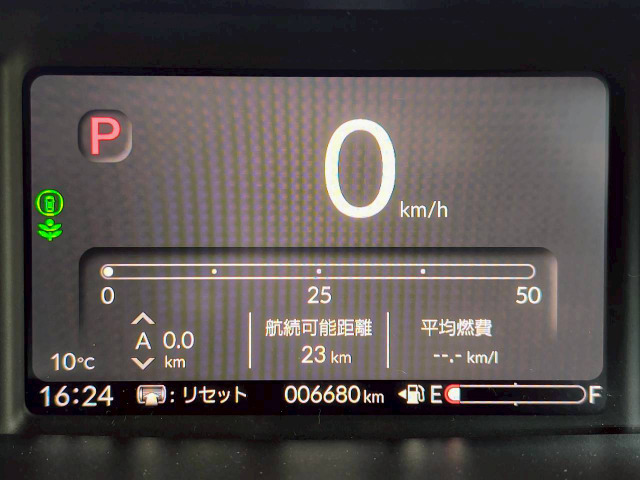 P
0 km/h
0 25 50
航続可能距離 平均燃費
A 0.0 km 23 km --.- km/l
10°C
16:24 : リセット 006680 km E F